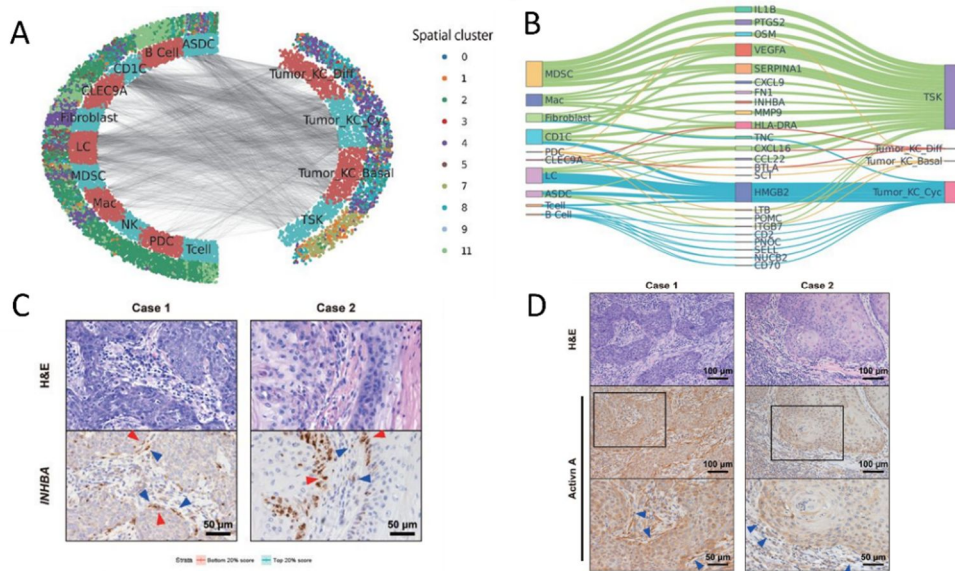 A
ASDC
B Cell
CD1C
CLEC9A
Fibroblast
LC
MDSC
Mac
NK
PDC
Tcell
Tumor_KC_Diff
Tumor_KC_Cyc
Tumor_KC_Basal
TSK
Spatial cluster
0
1
2
3
4
5
7
8
9
11
B
MDSC
Mac
Fibroblast
CD1C
PDC
CLEC9A
LC
ASDC
Tcell
B Cell
IL1B
PTGS2
OSM
VEGFA
SERPINA1
CXCL9
FN1
INHBA
MMP9
HLA-DRA
TNC
CXCL16
CCL22
BTLA
SCT
HMGB2
LTB
POMC
ITGB7
CD2
PNOC
SELL
NUCB2
CD70
TSK
Tumor_KC_Diff
Tumor_KC_Basal
Tumor_KC_Cyc
C
Case 1 Case 2
H&E
INHBA
50 µm 50 µm
Bottom 20% score Top 20% score
D
Case 1 Case 2
H&E
100 µm 100 µm
Activn A
100 µm 100 µm
50 µm 50 µm